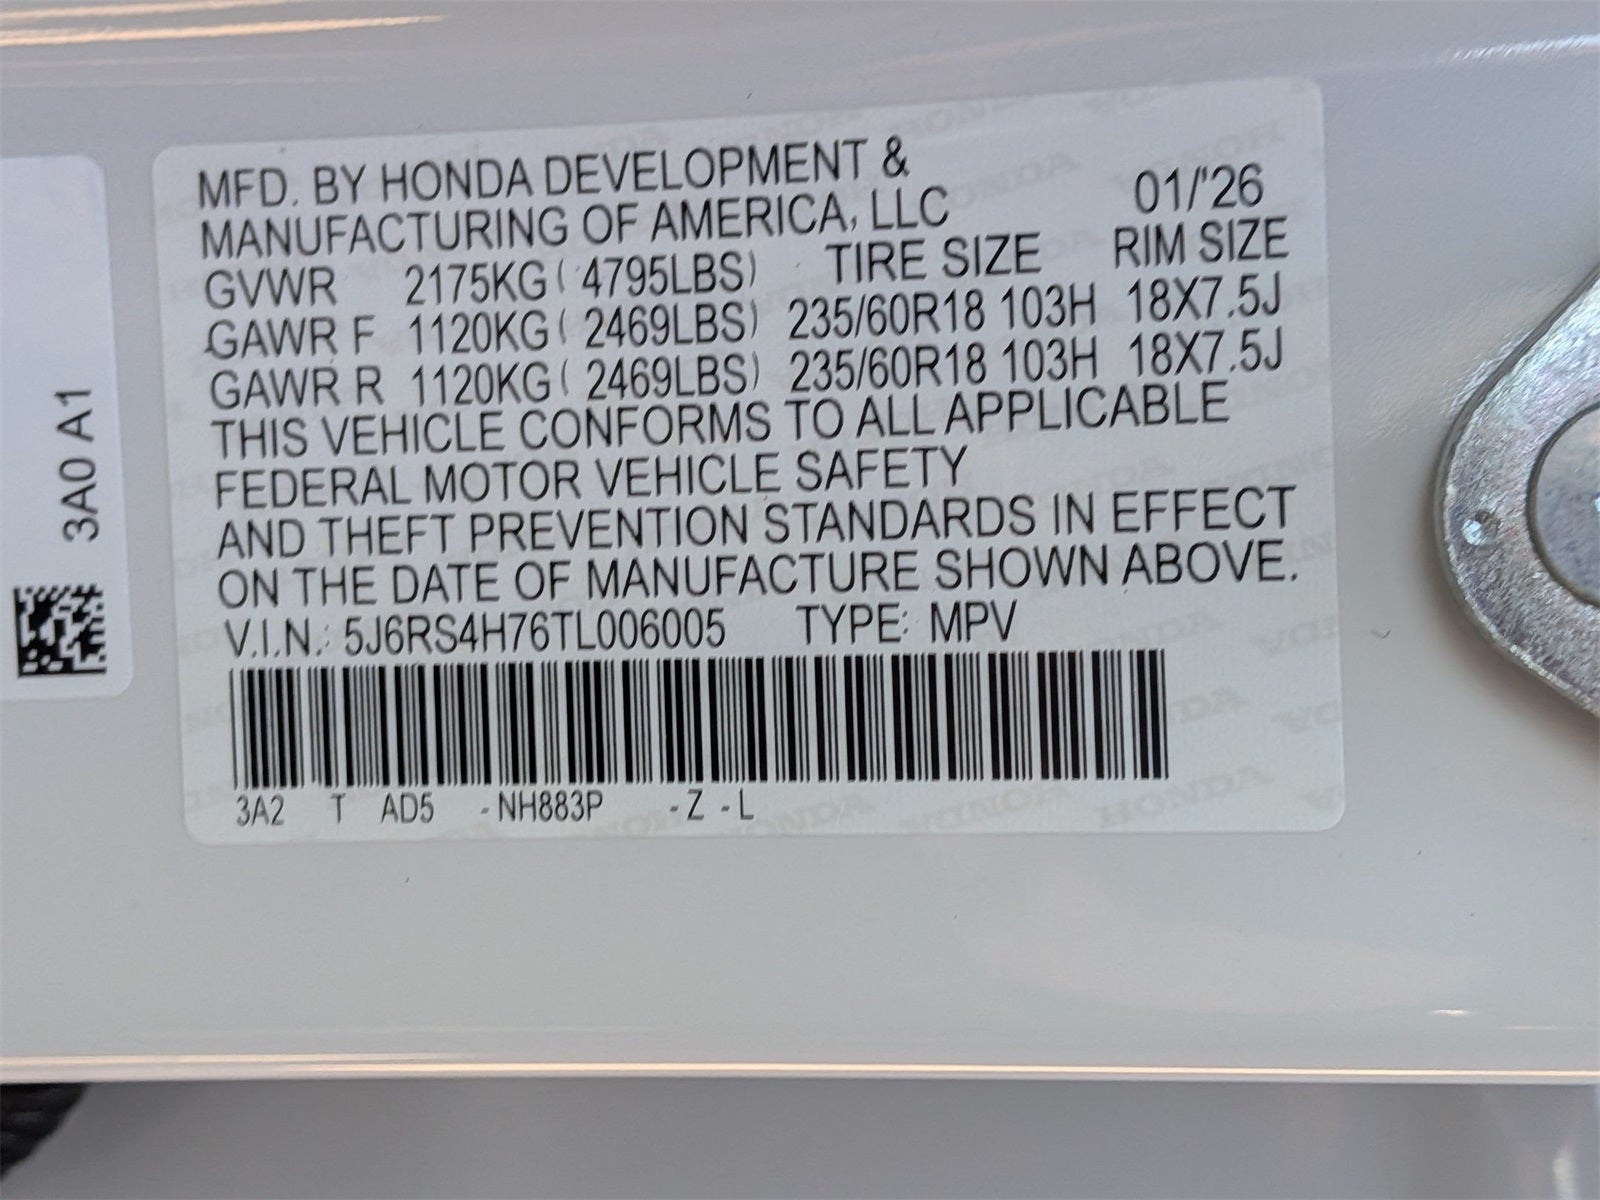 MFD. BY HONDA DEVELOPMENT &
MANUFACTURING OF AMERICA, LLC 01/'26
GVWR 2175KG ( 4795LBS) TIRE SIZE RIM SIZE
GAWR F 1120KG ( 2469LBS) 235/60R18 103H 18X7.5J
GAWR R 1120KG ( 2469LBS) 235/60R18 103H 18X7.5J
THIS VEHICLE CONFORMS TO ALL APPLICABLE
FEDERAL MOTOR VEHICLE SAFETY
AND THEFT PREVENTION STANDARDS IN EFFECT
ON THE DATE OF MANUFACTURE SHOWN ABOVE.
V.I.N.: 5J6RS4H76TL006005 TYPE: MPV
3A2 T AD5 -NH883P -Z -L
3A0 A1